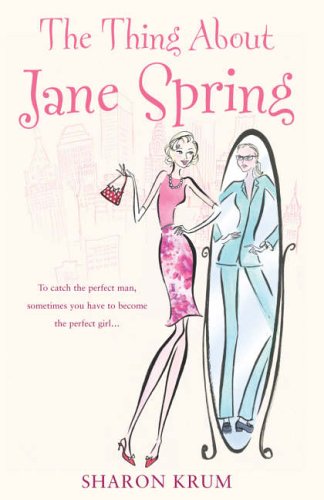 The Thing About
Jane Spring
To catch the perfect man,
sometimes you have to become
the perfect girl...
SHARON KRUM